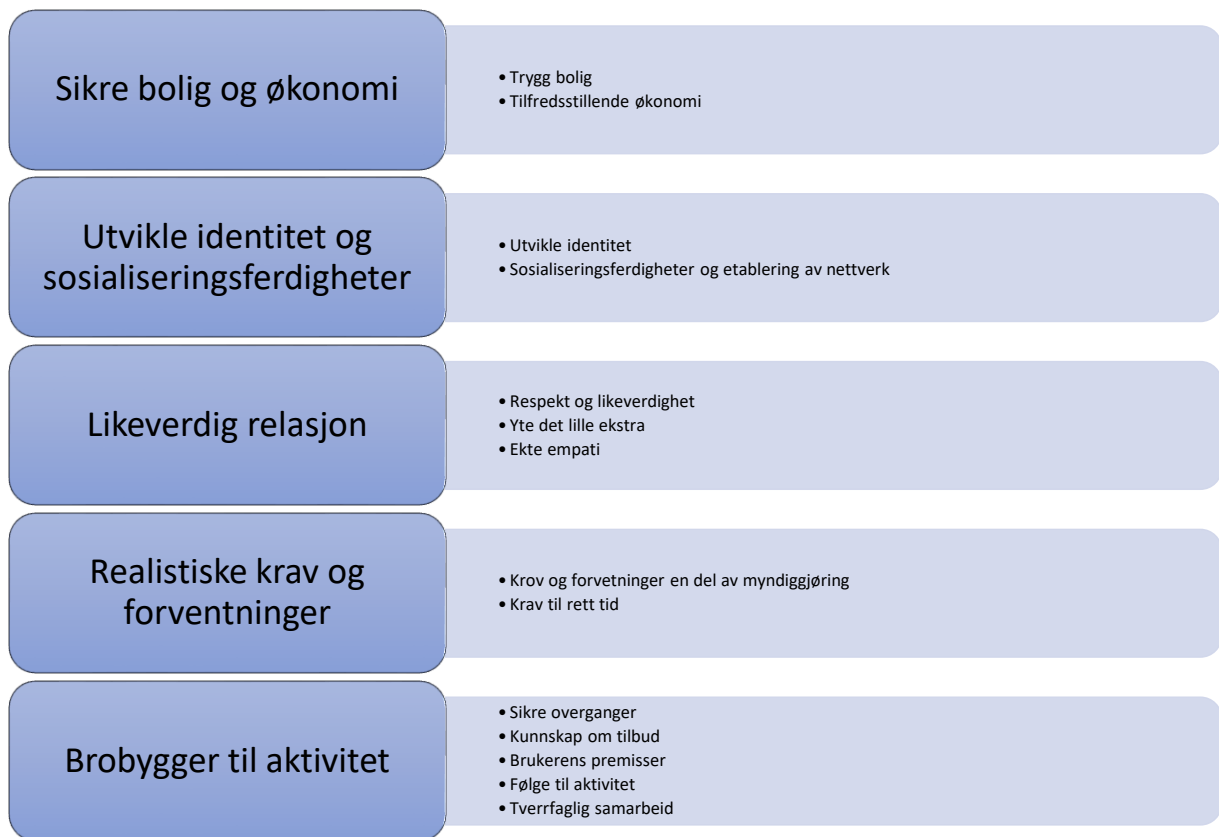 Sikre bolig og økonomi
• Trygg bolig
• Tilfredsstillende økonomi
Utvikle identitet og
sosialiseringsferdigheter
• Utvikle identitet
• Sosialiseringsferdigheter og etablering av nettverk
Likeverdig relasjon
• Respekt og likeverdighet
• Yte det lille ekstra
• Ekte empati
Realistiske krav og
forventninger
• Krov og forvetninger en del av myndiggjøring
• Krav til rett tid
Brobygger til aktivitet
• Sikre overganger
• Kunnskap om tilbud
• Brukerens premisser
• Følge til aktivitet
• Tverrfaglig samarbeid